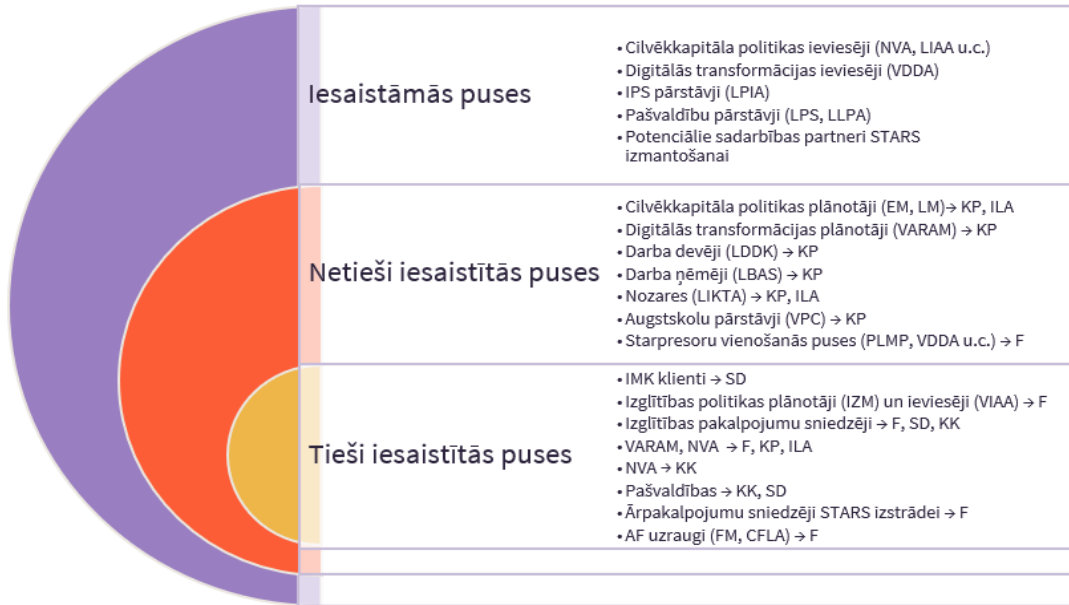 Iesaistāmās puses
• Cilvēkkapitāla politikas ieviesēji (NVA, LIAA u.c.)
• Digitālās transformācijas ieviesēji (VDDA)
• IPS pārstāvji (LPIA)
• Pašvaldību pārstāvji (LPS, LLPA)
• Potenciālie sadarbības partneri STARS
izmantošanai
Netieši iesaistītās puses
• Cilvēkkapitāla politikas plānotāji (EM, LM)→ KP, ILA
• Digitālās transformācijas plānotāji (VARAM) → KP
• Darba devēji (LDDK) → KP
• Darba ņēmēji (LBAS) → KP
• Nozares (LIKTA) → KP, ILA
• Augstskolu pārstāvji (VPC) → KP
• Starpresoru vienošanās puses (PLMP, VDDA u.c.) → F
Tieši iesaistītās puses
• IMK klienti → SD
• Izglītības politikas plānotāji (IZM) un ieviesēji (VIAA) → F
• Izglītības pakalpojumu sniedzēji → F, SD, KK
• VARAM, NVA → F, KP, ILA
• NVA → KK
• Pašvaldības → KK, SD
• Ārpakalpojumu sniedzēji STARS izstrādei → F
• AF uzraugi (FM, CFLA) → F